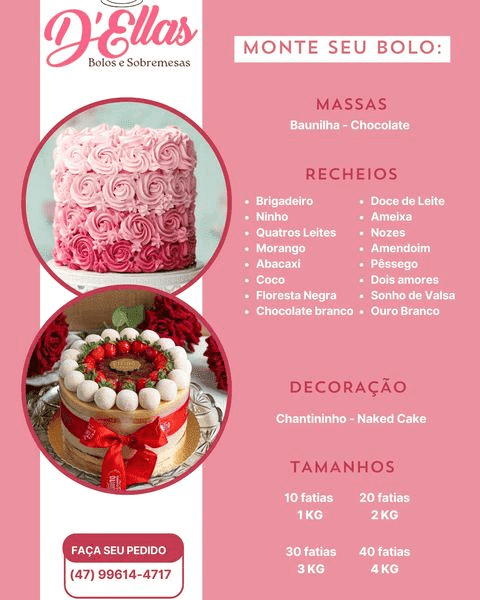 D'Ellas
Bolos e Sobremesas
MONTE SEU BOLO:
MASSAS
Baunilha - Chocolate
RECHEIOS
• Brigadeiro
• Ninho
• Quatros Leites
• Morango
• Abacaxi
• Coco
• Floresta Negra
• Chocolate branco
• Doce de Leite
• Ameixa
• Nozes
• Amendoim
• Pêssego
• Dois amores
• Sonho de Valsa
• Ouro Branco
DECORAÇÃO
Chantininho - Naked Cake
TAMANHOS
10 fatias
1 KG
20 fatias
2 KG
30 fatias
3 KG
40 fatias
4 KG
FAÇA SEU PEDIDO
(47) 99614-4717